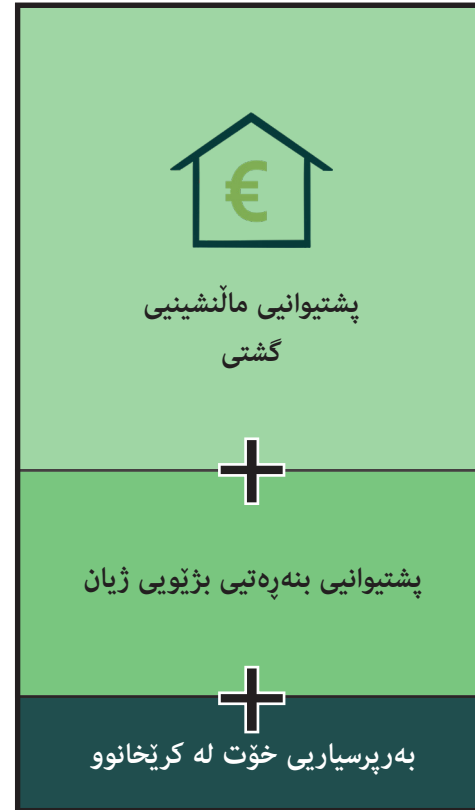 €
پشتیوانیی ماڵنشینیی
گشتی
+
پشتیوانیی بنەڕەتیی بژێویی ژیان
+
بەرپرسیاریی خۆت لە کرێخانوو